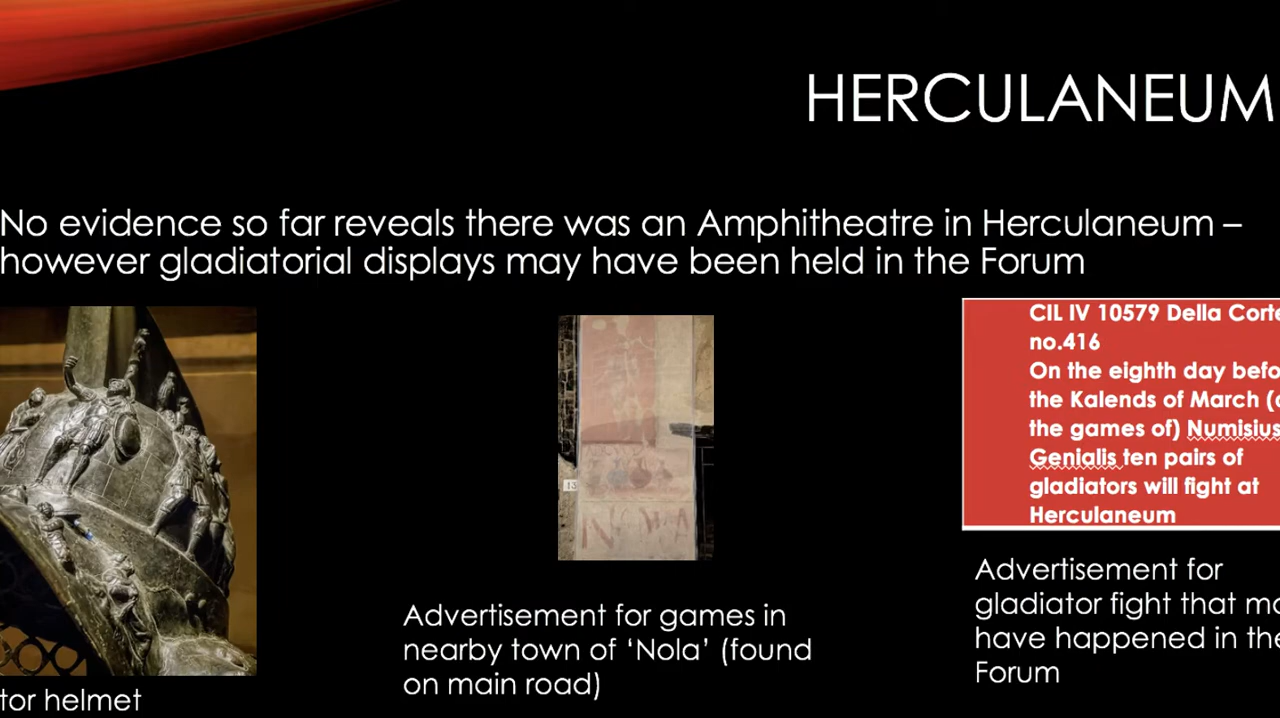 HERCULANEUM
No evidence so far reveals there was an Amphitheatre in Herculaneum –
however gladiatorial displays may have been held in the Forum
CIL IV 10579 Della Corte
no.416
On the eighth day befo
the Kalends of March (
the games of) Numisius
Genialis ten pairs of
gladiators will fight at
Herculaneum
13
NOLA
Advertisement for games in
nearby town of ‘Nola’ (found
on main road)
Advertisement for
gladiator fight that ma
have happened in the
Forum
tor helmet